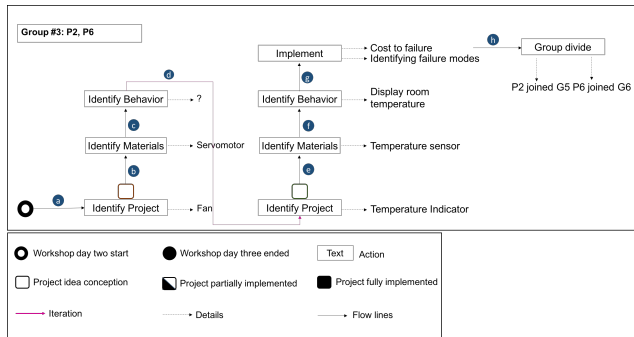 Group #3: P2, P6
d
Implement
Cost to failure
Identifying failure modes
h
Group divide
g
P2 joined G5
P6 joined G6
Identify Behavior
?
Identify Behavior
Display room
temperature
c
f
Identify Materials
Servomotor
Identify Materials
Temperature sensor
b
e
a
Identify Project
Fan
Identify Project
Temperature Indicator
Workshop day two start
Workshop day three ended
Text
Action
Project idea conception
Project partially implemented
Project fully implemented
Iteration
Details
Flow lines